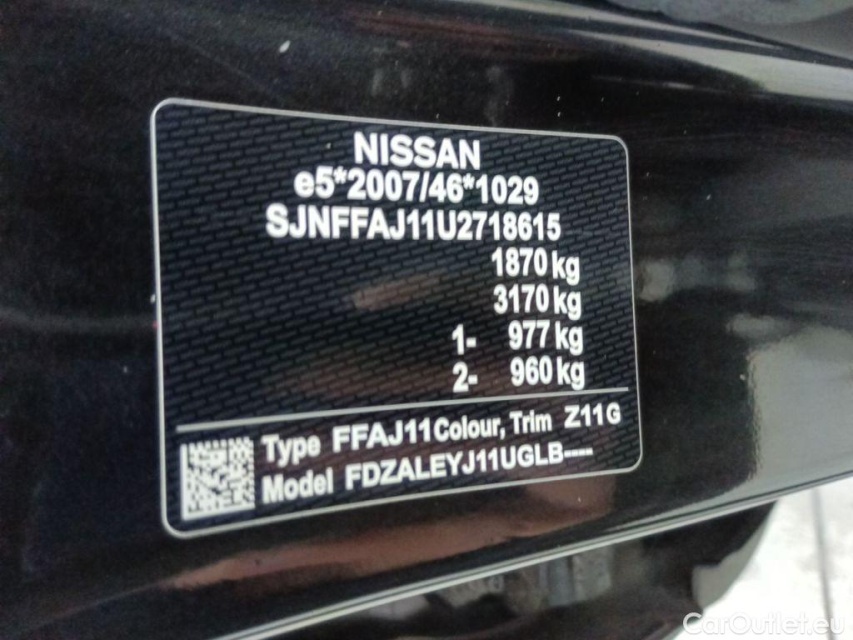 NISSAN
e5*2007/46*1029
SJNFFAJ11U2718615
1870 kg
3170 kg
1- 977 kg
2- 960 kg
Type FFAJ11 Colour, Trim Z11G
Model FDZALEYJ11UGLB----
CarOutlet.eu